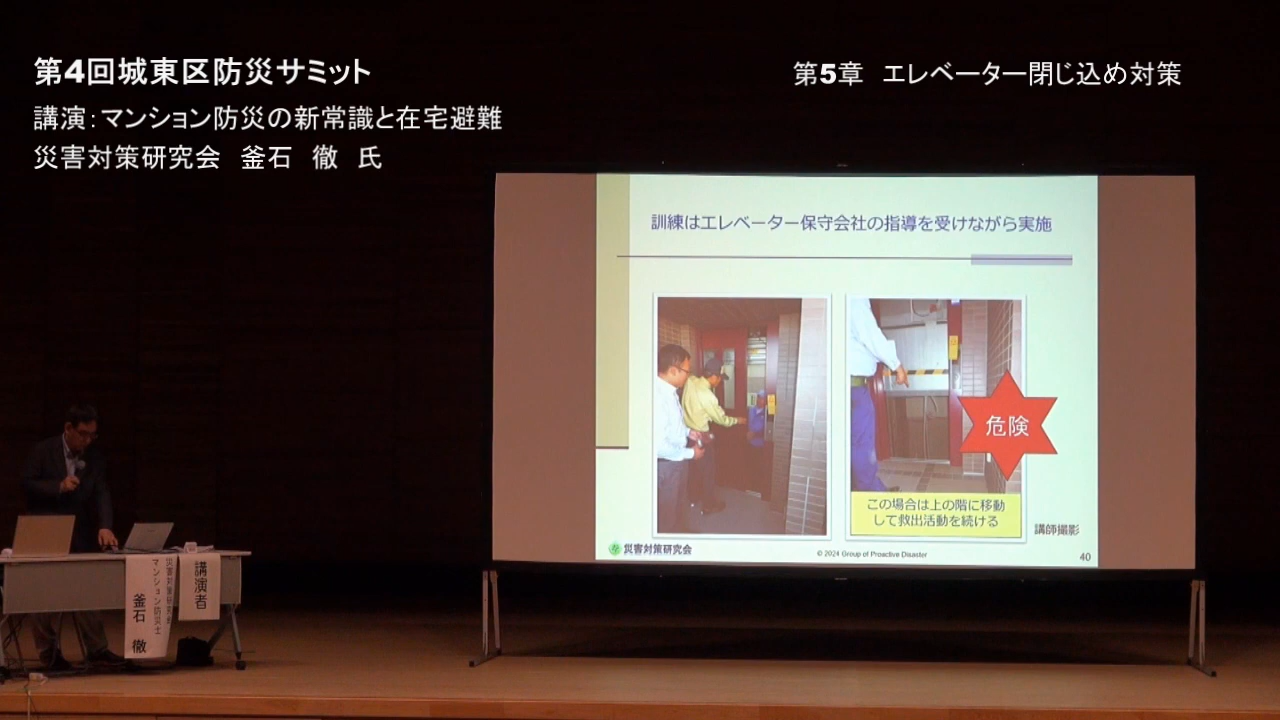 第4回城東区防災サミット
講演：マンション防災の新常識と在宅避難
災害対策研究会　釜石　徹　氏
第5章　エレベーター閉じ込め対策
訓練はエレベーター保守会社の指導を受けながら実施
危険
この場合は上の階に移動
して救出活動を続ける
講師撮影
災害対策研究会
© 2024 Group of Proactive Disaster
40
講演者
災害対策研究会
マンション防災士
釜石　徹